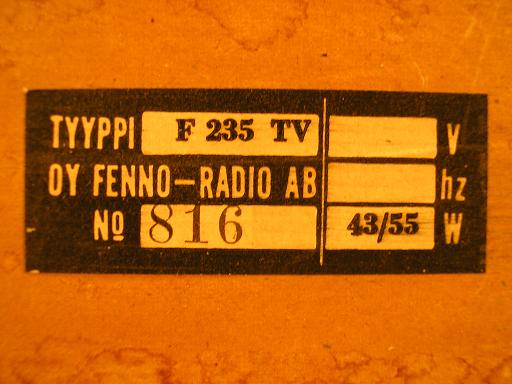 TYYPPI F 235 TV V
OY FENNO-RADIO AB hz
No 816 43/55 W